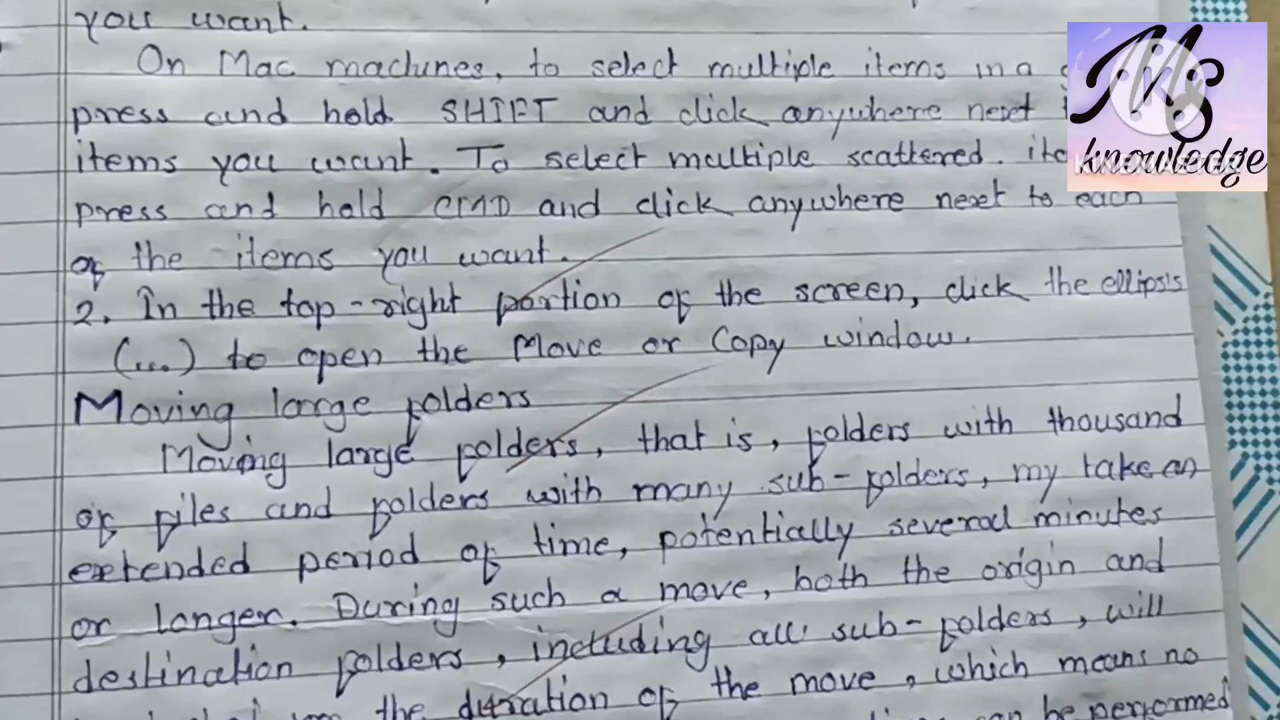 you want.
On Mac machines, to select multiple items in a
press and hold SHIFT and click anywhere next
items you want. To select multiple scattered.
press and hold CMD and click anywhere next to each
of the items you want.
2. In the top-right portion of the screen, click the ellipsis
(...) to open the Move or Copy window.
Moving large folders
Moving large folders, that is, folders with thousand
of files and folders with many sub-folders, my take an
extended period of time, potentially several minutes
or longer. During such a move, both the origin and
destination folders, including all sub-folders, will
the duration of the move, which means no
can be performed
MS
knowledge